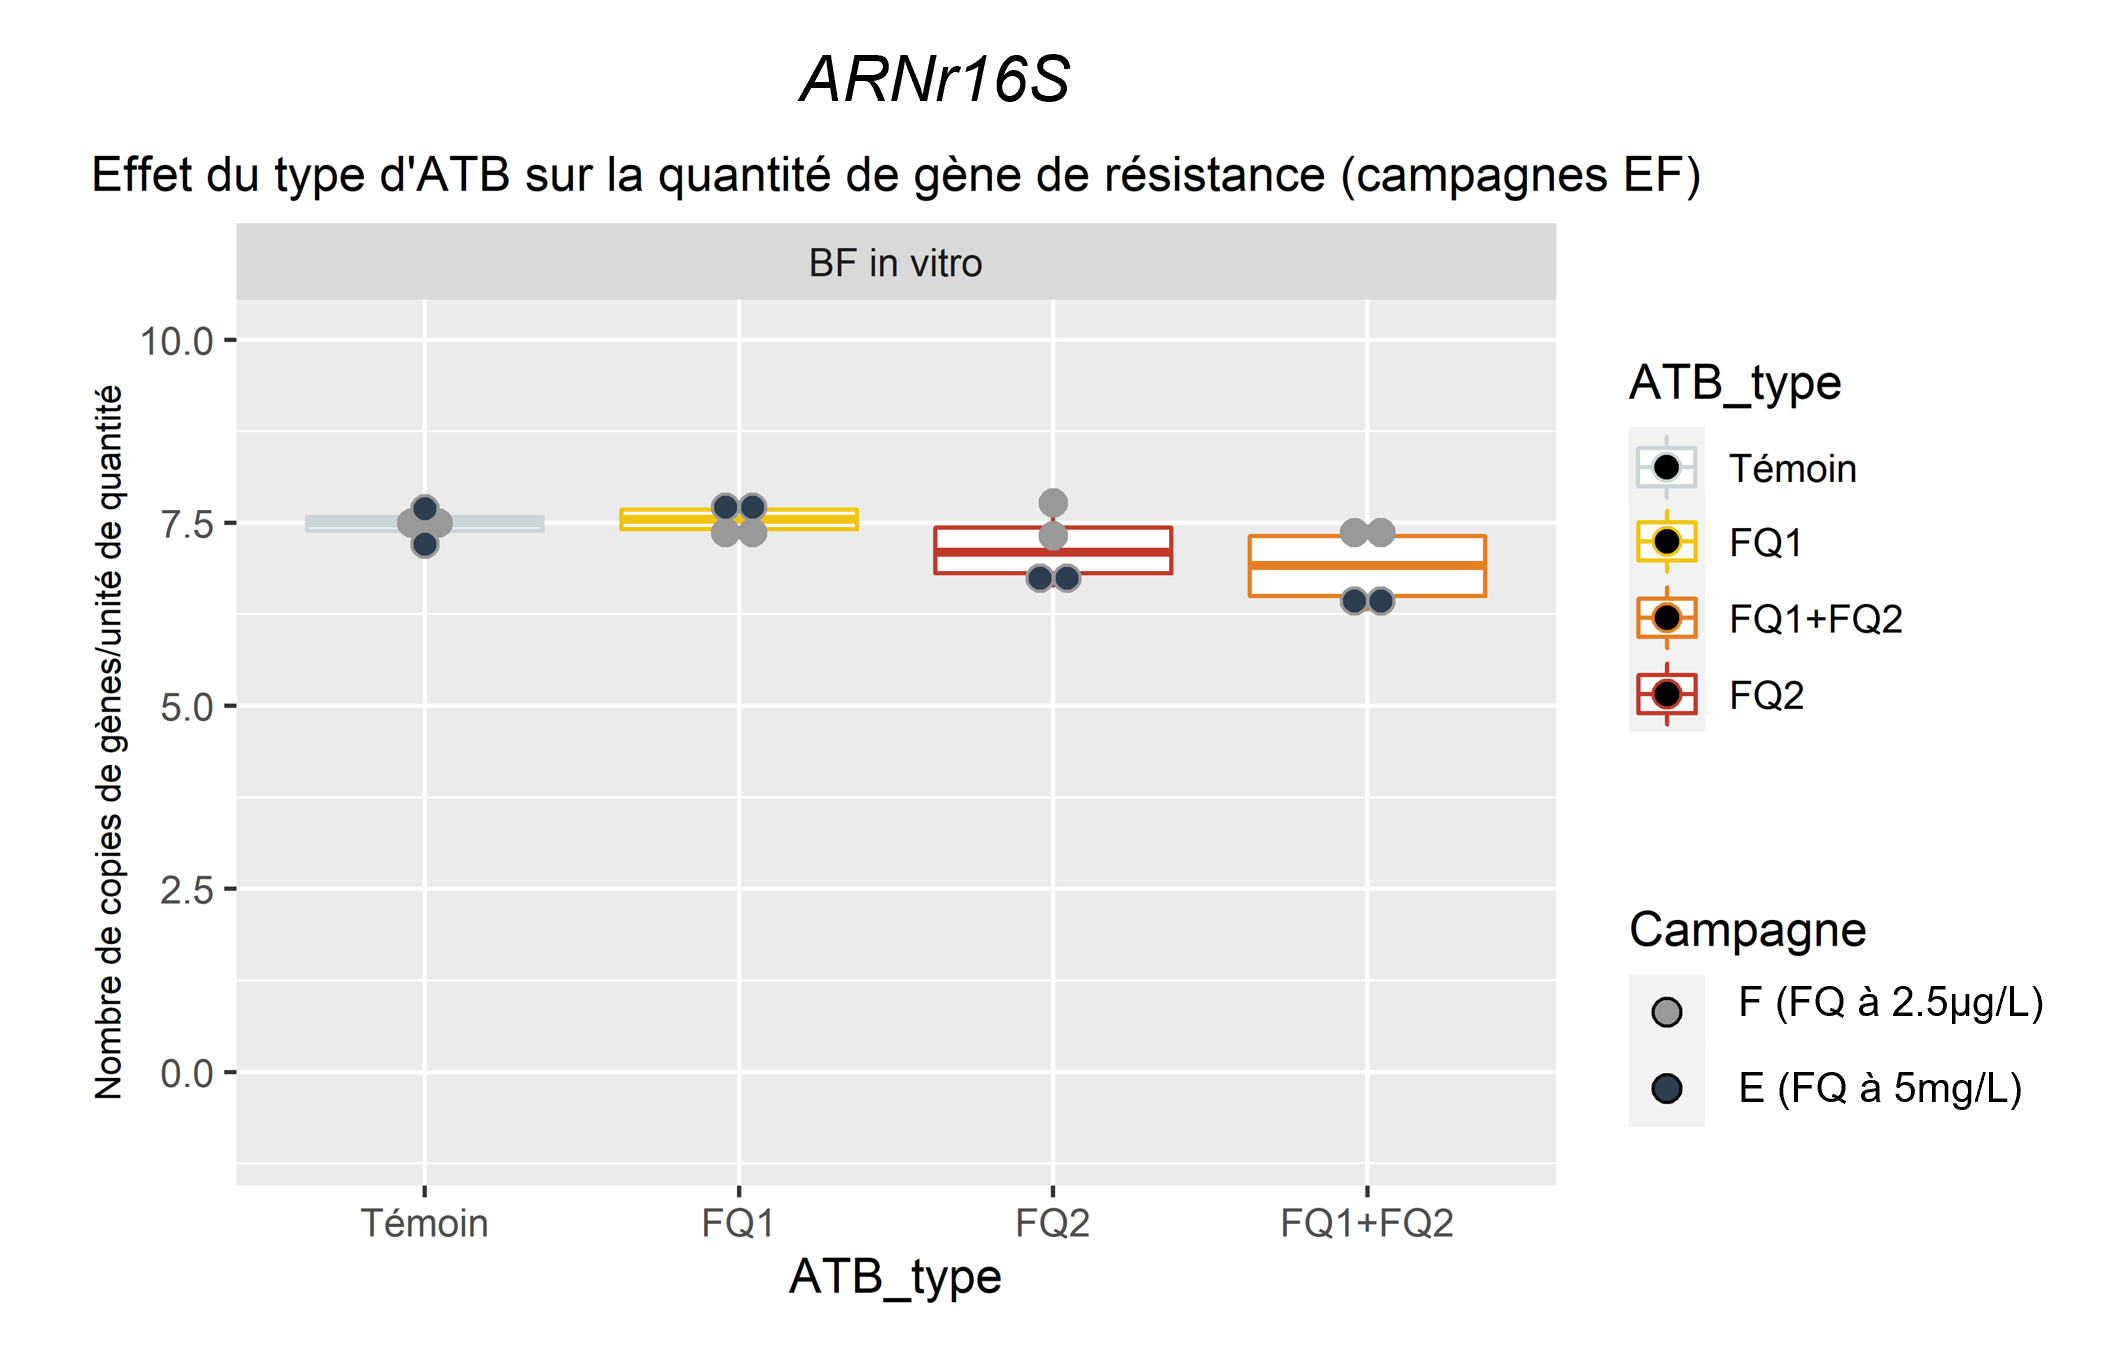 ARNr16S
Effet du type d'ATB sur la quantité de gène de résistance (campagnes EF)
BF in vitro
Nombre de copies de gènes/unité de quantité
10.0
7.5
5.0
2.5
0.0
Témoin
FQ1
FQ2
FQ1+FQ2
ATB_type
ATB_type
Témoin
FQ1
FQ1+FQ2
FQ2
Campagne
F (FQ à 2.5µg/L)
E (FQ à 5mg/L)